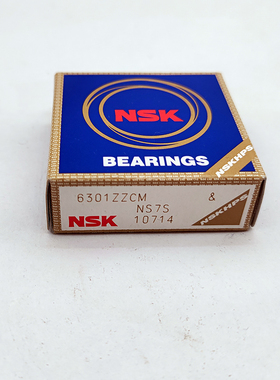 NSK
BEARINGS
NSKHPS
6301ZZCM &
NS7S
NSK 10714
NSKHPS